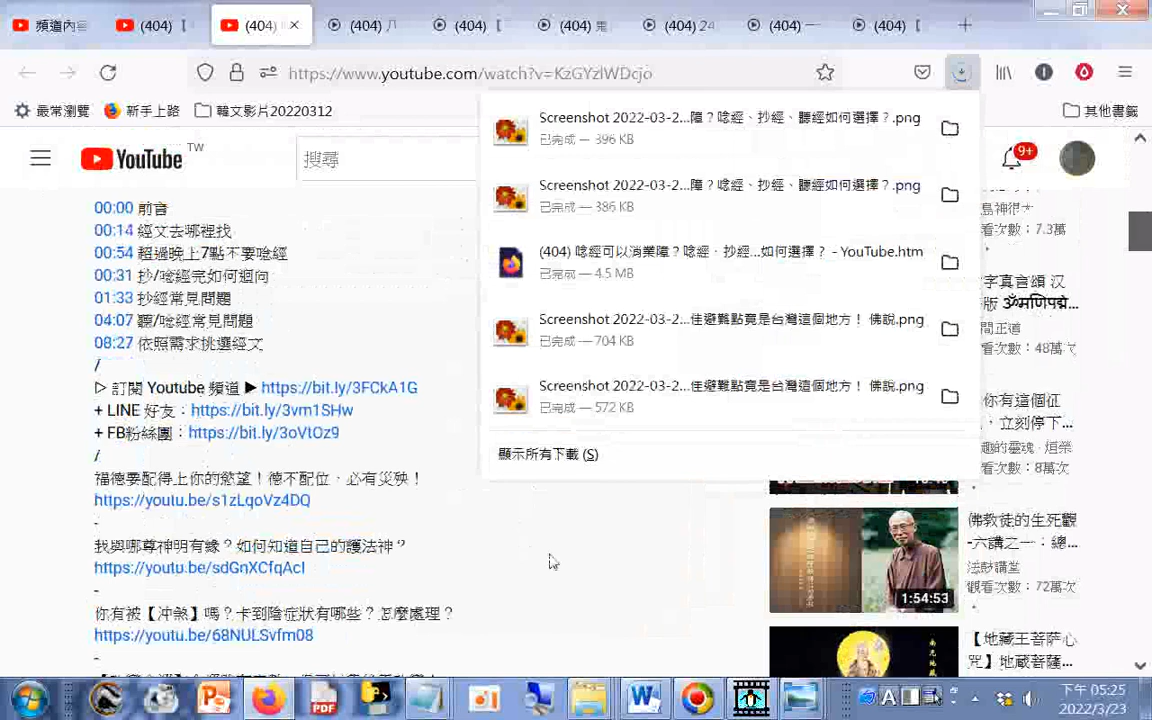 頻道內容
(404)
(404)
(404) 八
(404)
(404)
(404) 24
(404) 一
(404)
https://www.youtube.com/watch?v=KzGYzlWDcjo
最常瀏覽
新手上路
韓文影片20220312
其他書籤
YouTube TW
搜尋
9+
00:00 前言
00:14 經文去哪裡找
00:54 超過晚上7點不要唸經
00:31 抄/唸經完如何迴向
01:33 抄經常見問題
04:07 聽/唸經常見問題
08:27 依照需求挑選經文
/
▷ 訂閱 Youtube 頻道 ▶ https://bit.ly/3FCkA1G
+ LINE 好友：https://bit.ly/3vm1SHw
+ FB粉絲團：https://bit.ly/3oVtOz9
/
福德要配得上你的慾望！德不配位，必有災殃！
https://youtu.be/s1zLqoVz4DQ
-
我與哪尊神明有緣？如何知道自己的護法神？
https://youtu.be/sdGnXCfqAcI
-
你有被【沖煞】嗎？卡到陰症狀有哪些？怎麼處理？
https://youtu.be/68NULSvfm08
-
Screenshot 2022-03-2...障？唸經、抄經、聽經如何選擇？.png
已完成 — 396 KB
Screenshot 2022-03-2...障？唸經、抄經、聽經如何選擇？.png
已完成 — 386 KB
(404) 唸經可以消業障？唸經、抄經...如何選擇？ - YouTube.htm
已完成 — 4.5 MB
Screenshot 2022-03-2...佳避難點竟是台灣這個地方！ 佛說.png
已完成 — 704 KB
Screenshot 2022-03-2...佳避難點竟是台灣這個地方！ 佛說.png
已完成 — 572 KB
顯示所有下載 (S)
看次數：7.3萬
字真言頌 汉
版 ॐमणिपद्मे...
間正道
看次數：48萬次
你有這個征
, 立刻停下...
趣的靈魂 · 烜榮
看次數：8萬次
佛教徒的生死觀
-六講之一：總...
法鼓講堂
觀看次數：72萬次
1:54:53
【地藏王菩薩心
咒】地藏菩薩...
下午 05:25
2022/3/23